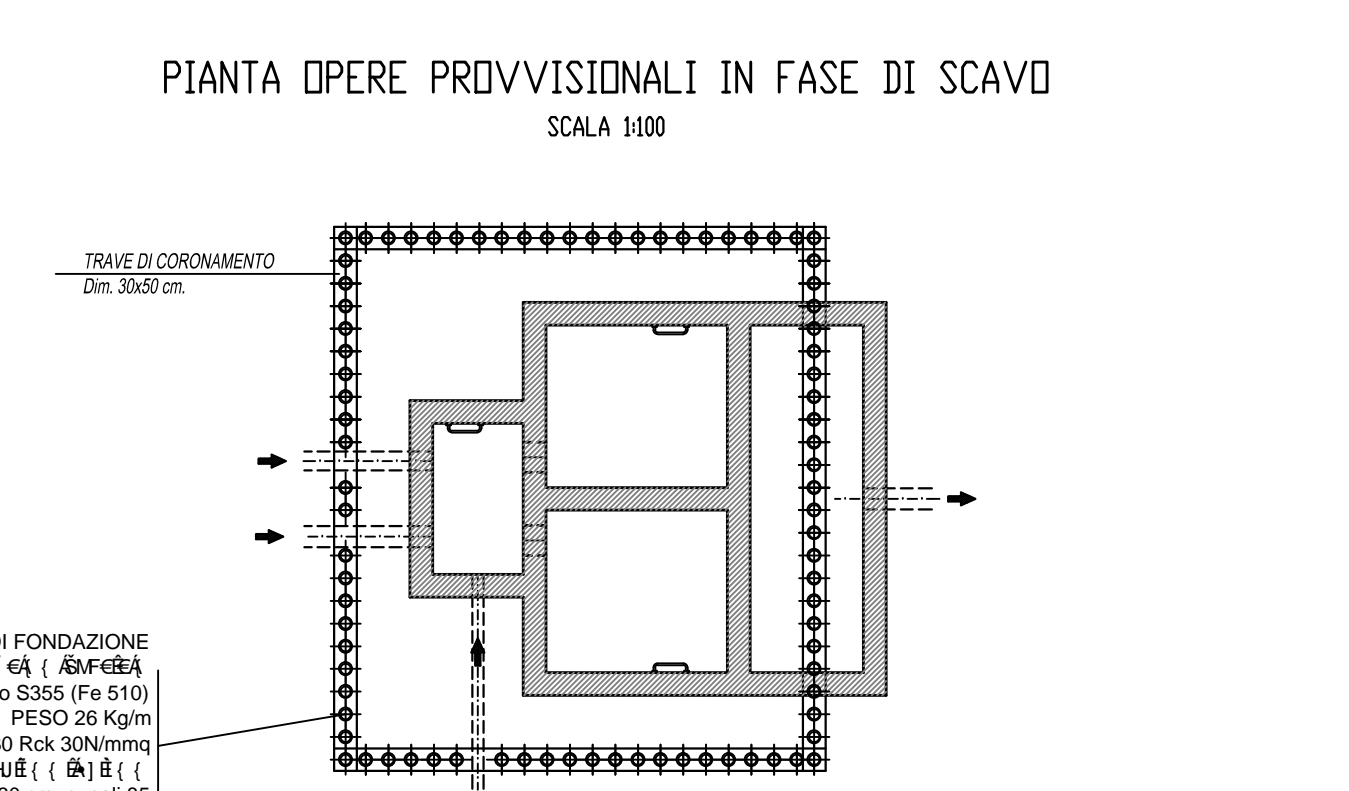 PIANTA OPERE PROVVISIONALI IN FASE DI SCAVO
SCALA 1:100
TRAVE DI CORONAMENTO
Dim. 30x50 cm.
FONDAZIONE
S355 (Fe 510)
PESO 26 Kg/m
Rck 30N/mmq